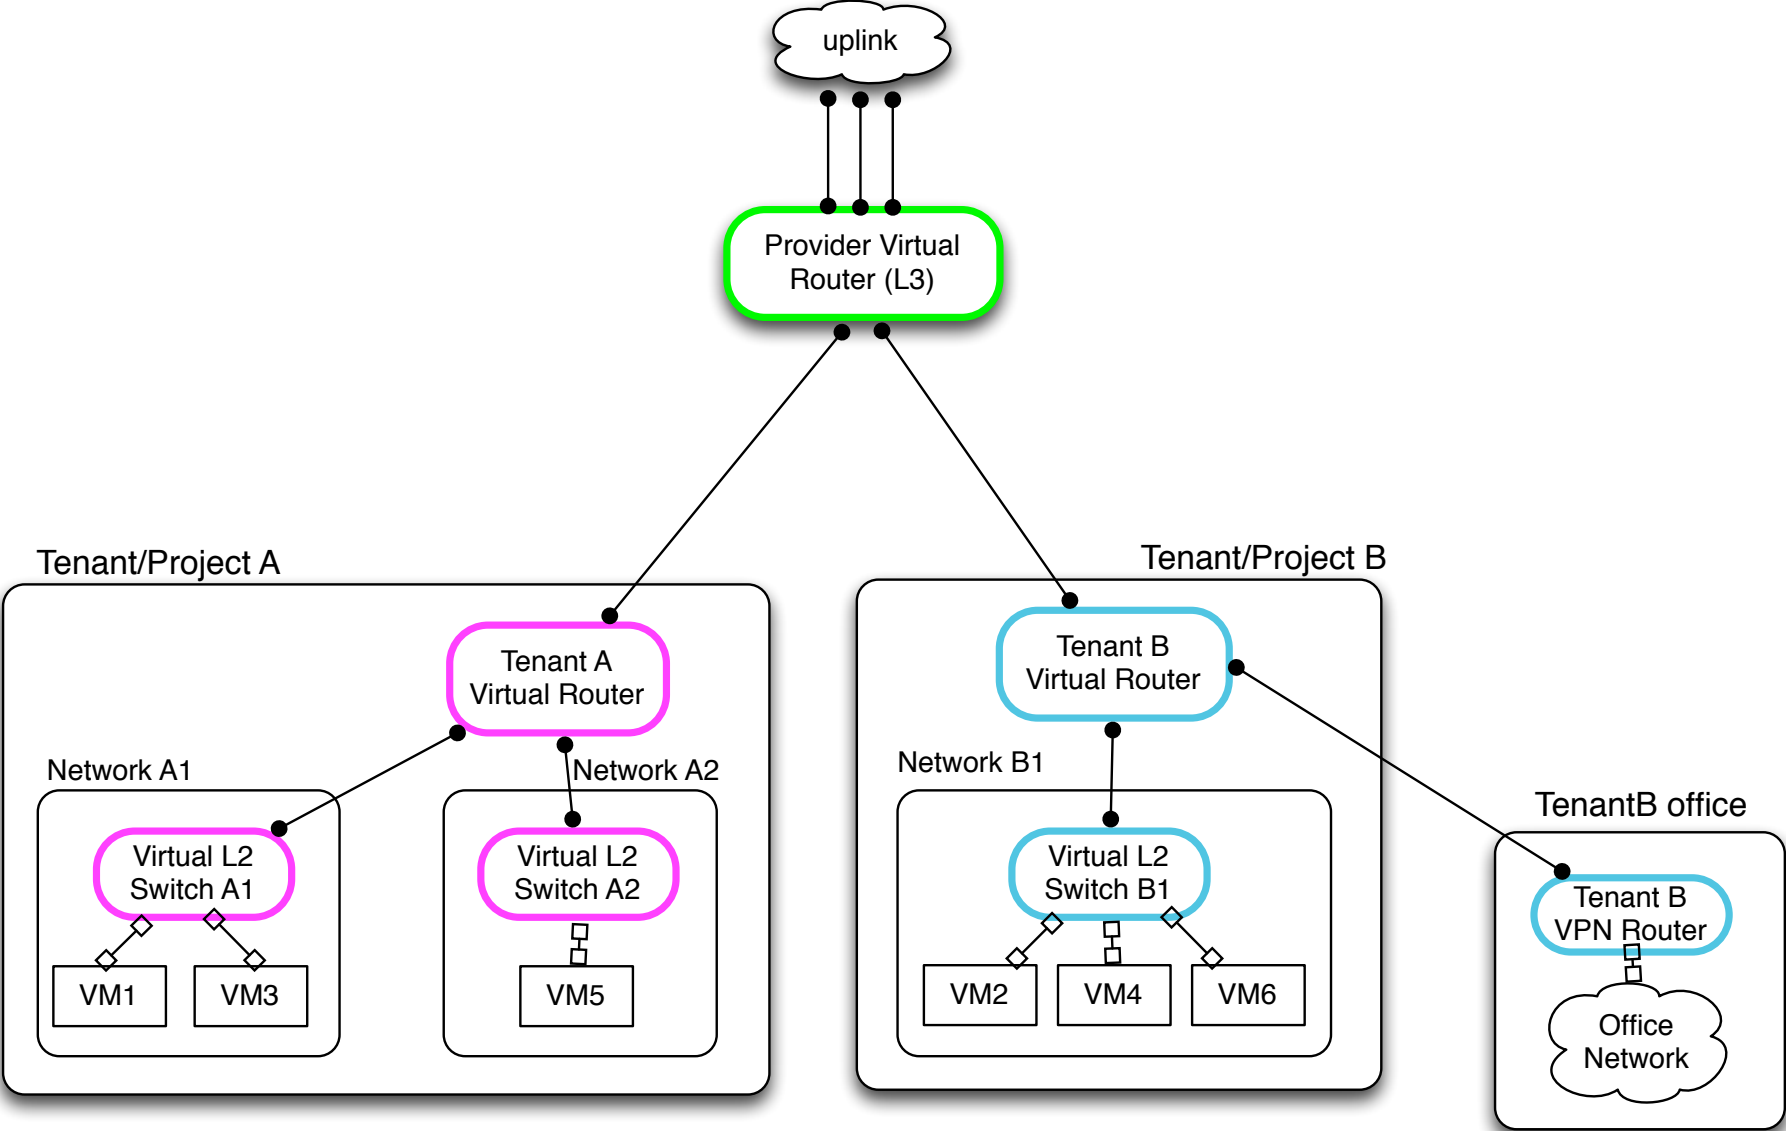 uplink
Provider Virtual
Router (L3)
Tenant/Project A
Tenant A
Virtual Router
Network A1
Network A2
Virtual L2
Switch A1
Virtual L2
Switch A2
VM1
VM3
VM5
Tenant/Project B
Tenant B
Virtual Router
Network B1
Virtual L2
Switch B1
VM2
VM4
VM6
TenantB office
Tenant B
VPN Router
Office
Network